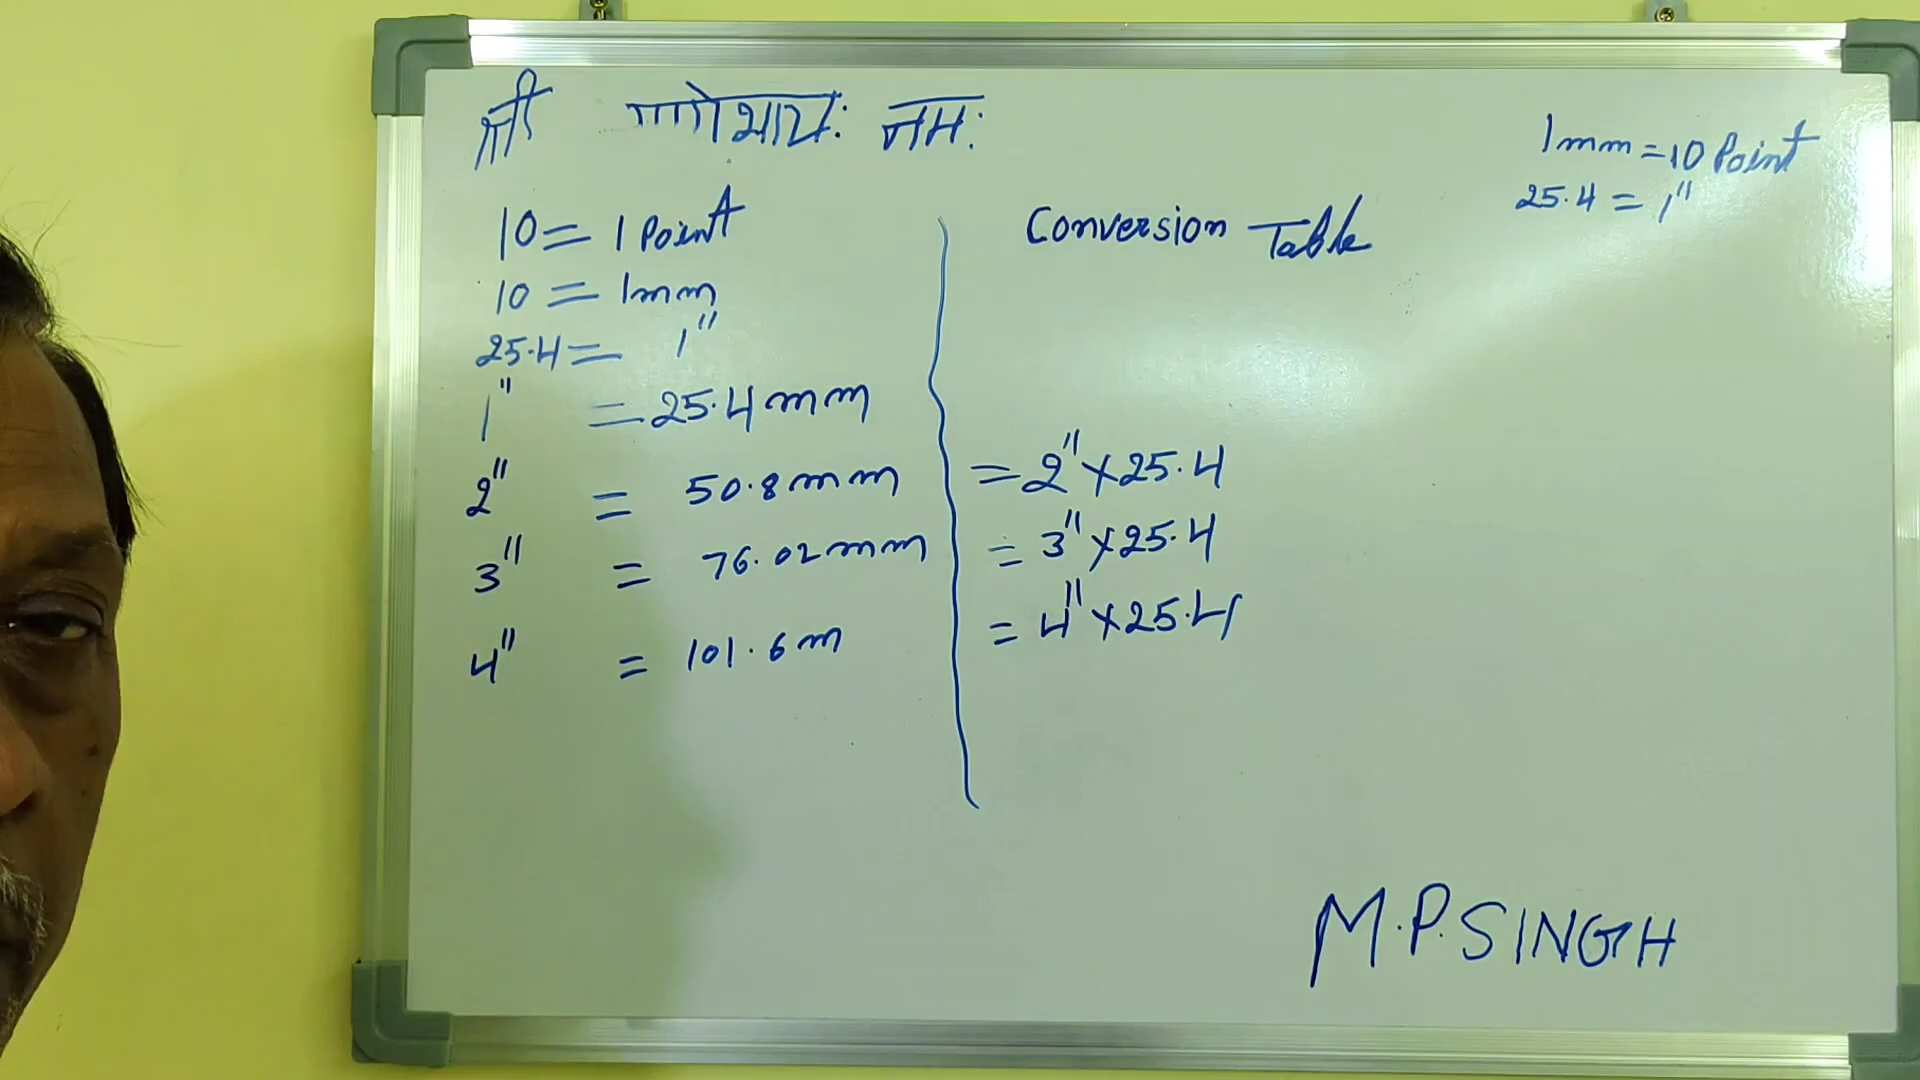 श्री गणेशायः नमः
1mm = 10 Point
25.4 = 1"
10 = 1 Point
Conversion Table
10 = 1mm
25.4 = 1"
1" = 25.4mm
2" = 50.8mm = 2" x 25.4
3" = 76.02mm = 3" x 25.4
4" = 101.6m = 4" x 25.4
M.P.SINGH